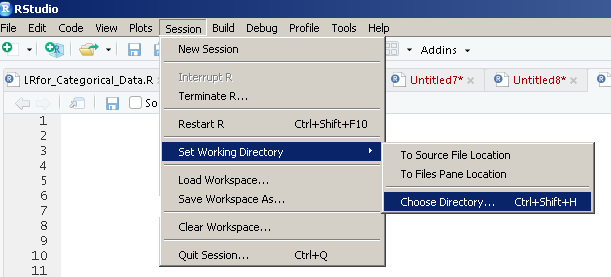 RStudio
File Edit Code View Plots Session Build Debug Profile Tools Help
New Session
Addins
Interrupt R
LRfor_Categorical_Data.R Untitled7* Untitled8*
Terminate R...
So
Restart R Ctrl+Shift+F10
1
2
3
4
5
6
7
8
9
10
11
Set Working Directory
To Source File Location
To Files Pane Location
Choose Directory... Ctrl+Shift+H
Load Workspace...
Save Workspace As...
Clear Workspace...
Quit Session... Ctrl+Q